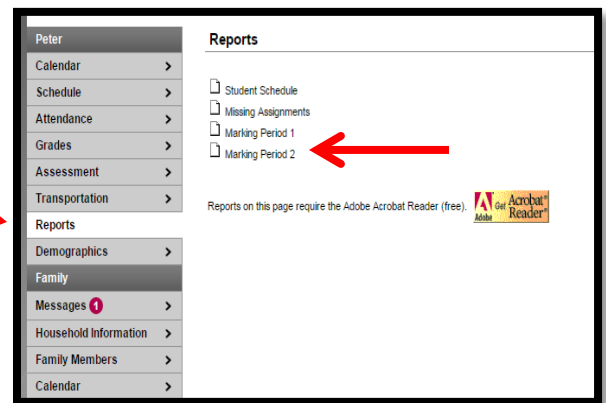 Peter
Calendar
Schedule
Attendance
Grades
Assessment
Transportation
Reports
Demographics
Family
Messages 1
Household Information
Family Members
Calendar
Reports
Student Schedule
Missing Assignments
Marking Period 1
Marking Period 2
Reports on this page require the Adobe Acrobat Reader (free).
Adobe
Get Acrobat®
Reader®